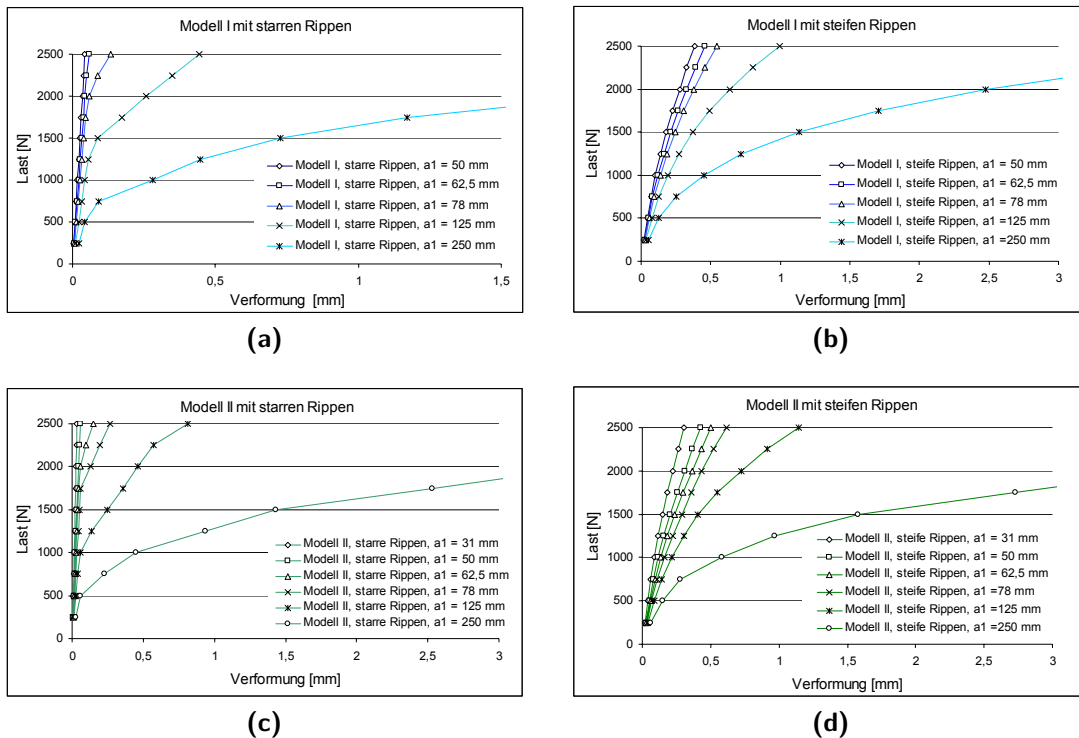 Modell I mit starren Rippen
2500
2000
1500
1000
500
0
Last [N]
Modell I, starre Rippen, a1 = 50 mm
Modell I, starre Rippen, a1 = 62,5 mm
Modell I, starre Rippen, a1 = 78 mm
Modell I, starre Rippen, a1 = 125 mm
Modell I, starre Rippen, a1 = 250 mm
0 0,5 1 1,5
Verformung [mm]
(a)
Modell I mit steifen Rippen
2500
2000
1500
1000
500
0
Last [N]
Modell I, steife Rippen, a1 = 50 mm
Modell I, steife Rippen, a1 = 62,5 mm
Modell I, steife Rippen, a1 = 78 mm
Modell I, steife Rippen, a1 =125 mm
Modell I, steife Rippen, a1 =250 mm
0 0,5 1 1,5 2 2,5 3
Verformung [mm]
(b)
Modell II mit starren Rippen
2500
2000
1500
1000
500
0
Last [N]
Modell II, starre Rippen, a1 = 31 mm
Modell II, starre Rippen, a1 = 50 mm
Modell II, starre Rippen, a1 = 62,5 mm
Modell II, starre Rippen, a1 = 78 mm
Modell II, starre Rippen, a1 = 125 mm
Modell II, starre Rippen, a1 = 250 mm
0 0,5 1 1,5 2 2,5 3
Verformung [mm]
(c)
Modell II mit steifen Rippen
2500
2000
1500
1000
500
0
Last [N]
Modell II, steife Rippen, a1 = 31 mm
Modell II, steife Rippen, a1 = 50 mm
Modell II, steife Rippen, a1 = 62,5 mm
Modell II, steife Rippen, a1 =78 mm
Modell II, steife Rippen, a1 =125 mm
Modell II, steife Rippen, a1 =250 mm
0 0,5 1 1,5 2 2,5 3
Verformung [mm]
(d)